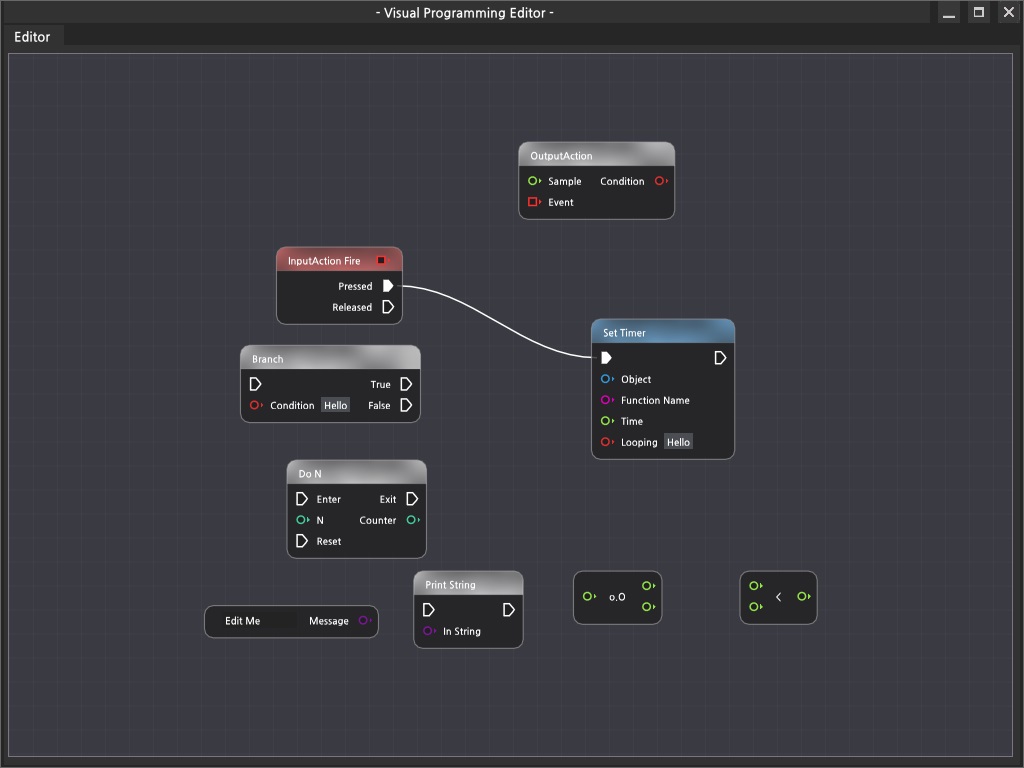 - Visual Programming Editor -
Editor
OutputAction
Sample Condition
Event
InputAction Fire
Pressed
Released
Set Timer
Object
Function Name
Time
Looping Hello
Branch
True
Condition Hello False
Do N
Enter Exit
N Counter
Reset
Print String
In String
Edit Me Message
o.O
<